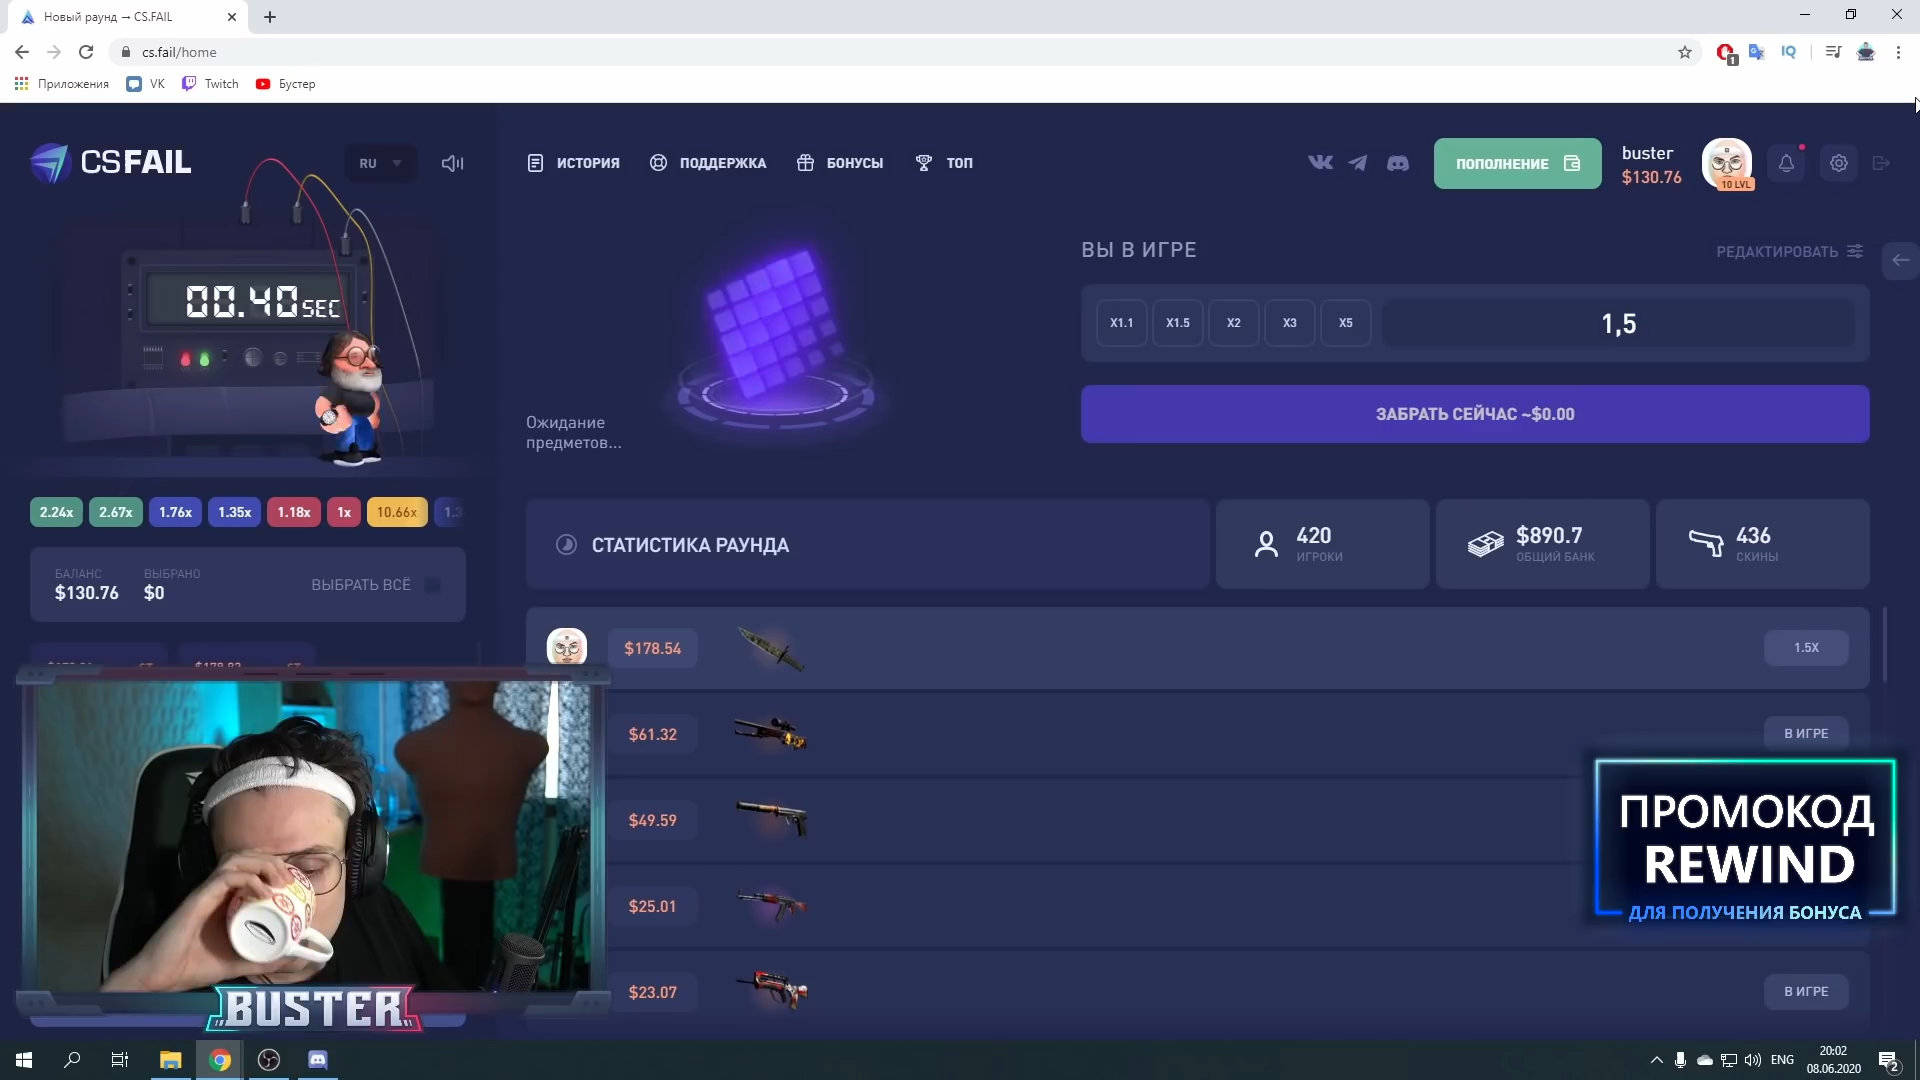 Новый раунд → CS.FAIL
cs.fail/home
1
Приложения
VK
Twitch
Бустер
CSFAIL
RU
ИСТОРИЯ
ПОДДЕРЖКА
БОНУСЫ
ТОП
ПОПОЛНЕНИЕ
buster
$130.76
10 LVL
00.40 SEC
Ожидание
предметов...
ВЫ В ИГРЕ
РЕДАКТИРОВАТЬ
X1.1
X1.5
X2
X3
X5
1,5
ЗАБРАТЬ СЕЙЧАС ~$0.00
2.24x
2.67x
1.76x
1.35x
1.18x
1x
10.66x
СТАТИСТИКА РАУНДА
420
ИГРОКИ
$890.7
ОБЩИЙ БАНК
436
СКИНЫ
БАЛАНС
$130.76
ВЫБРАНО
$0
ВЫБРАТЬ ВСЁ
$178.54
1.5X
$61.32
В ИГРЕ
$49.59
$25.01
$23.07
В ИГРЕ
ПРОМОКОД
REWIND
ДЛЯ ПОЛУЧЕНИЯ БОНУСА
BUSTER
ENG
20:02
08.06.2020
2